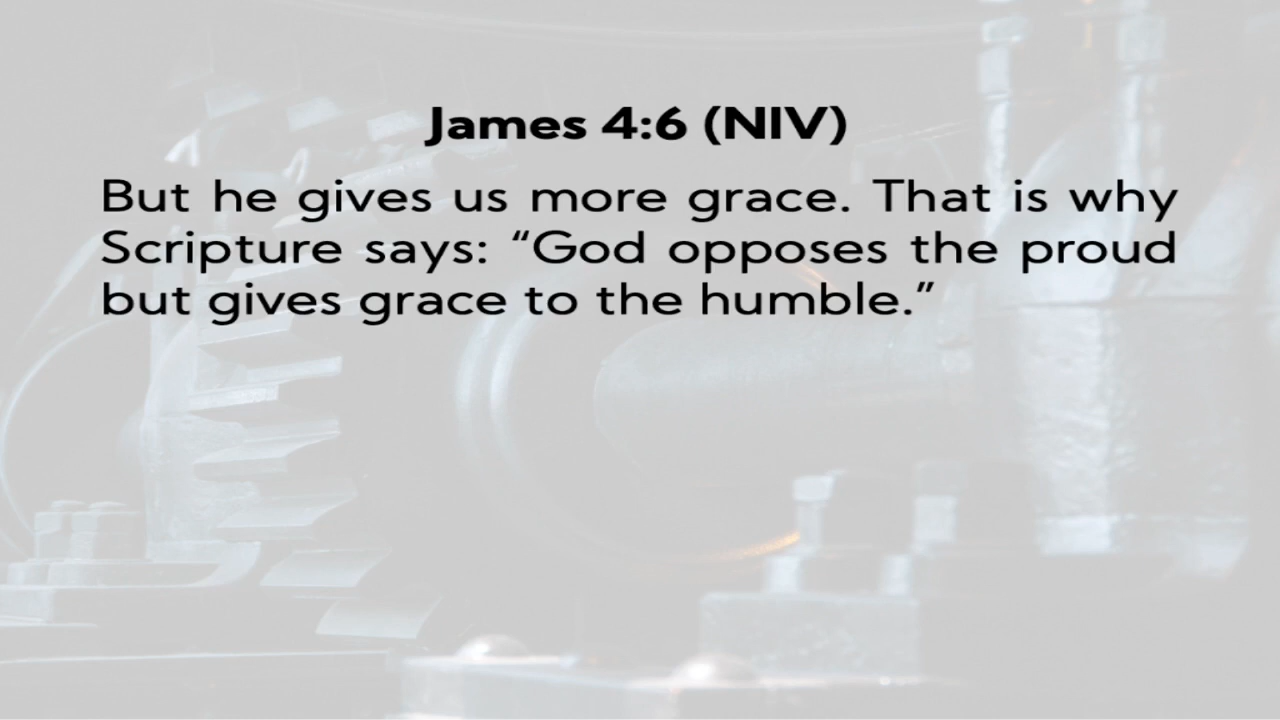 James 4:6 (NIV)
But he gives us more grace. That is why
Scripture says: “God opposes the proud
but gives grace to the humble.”